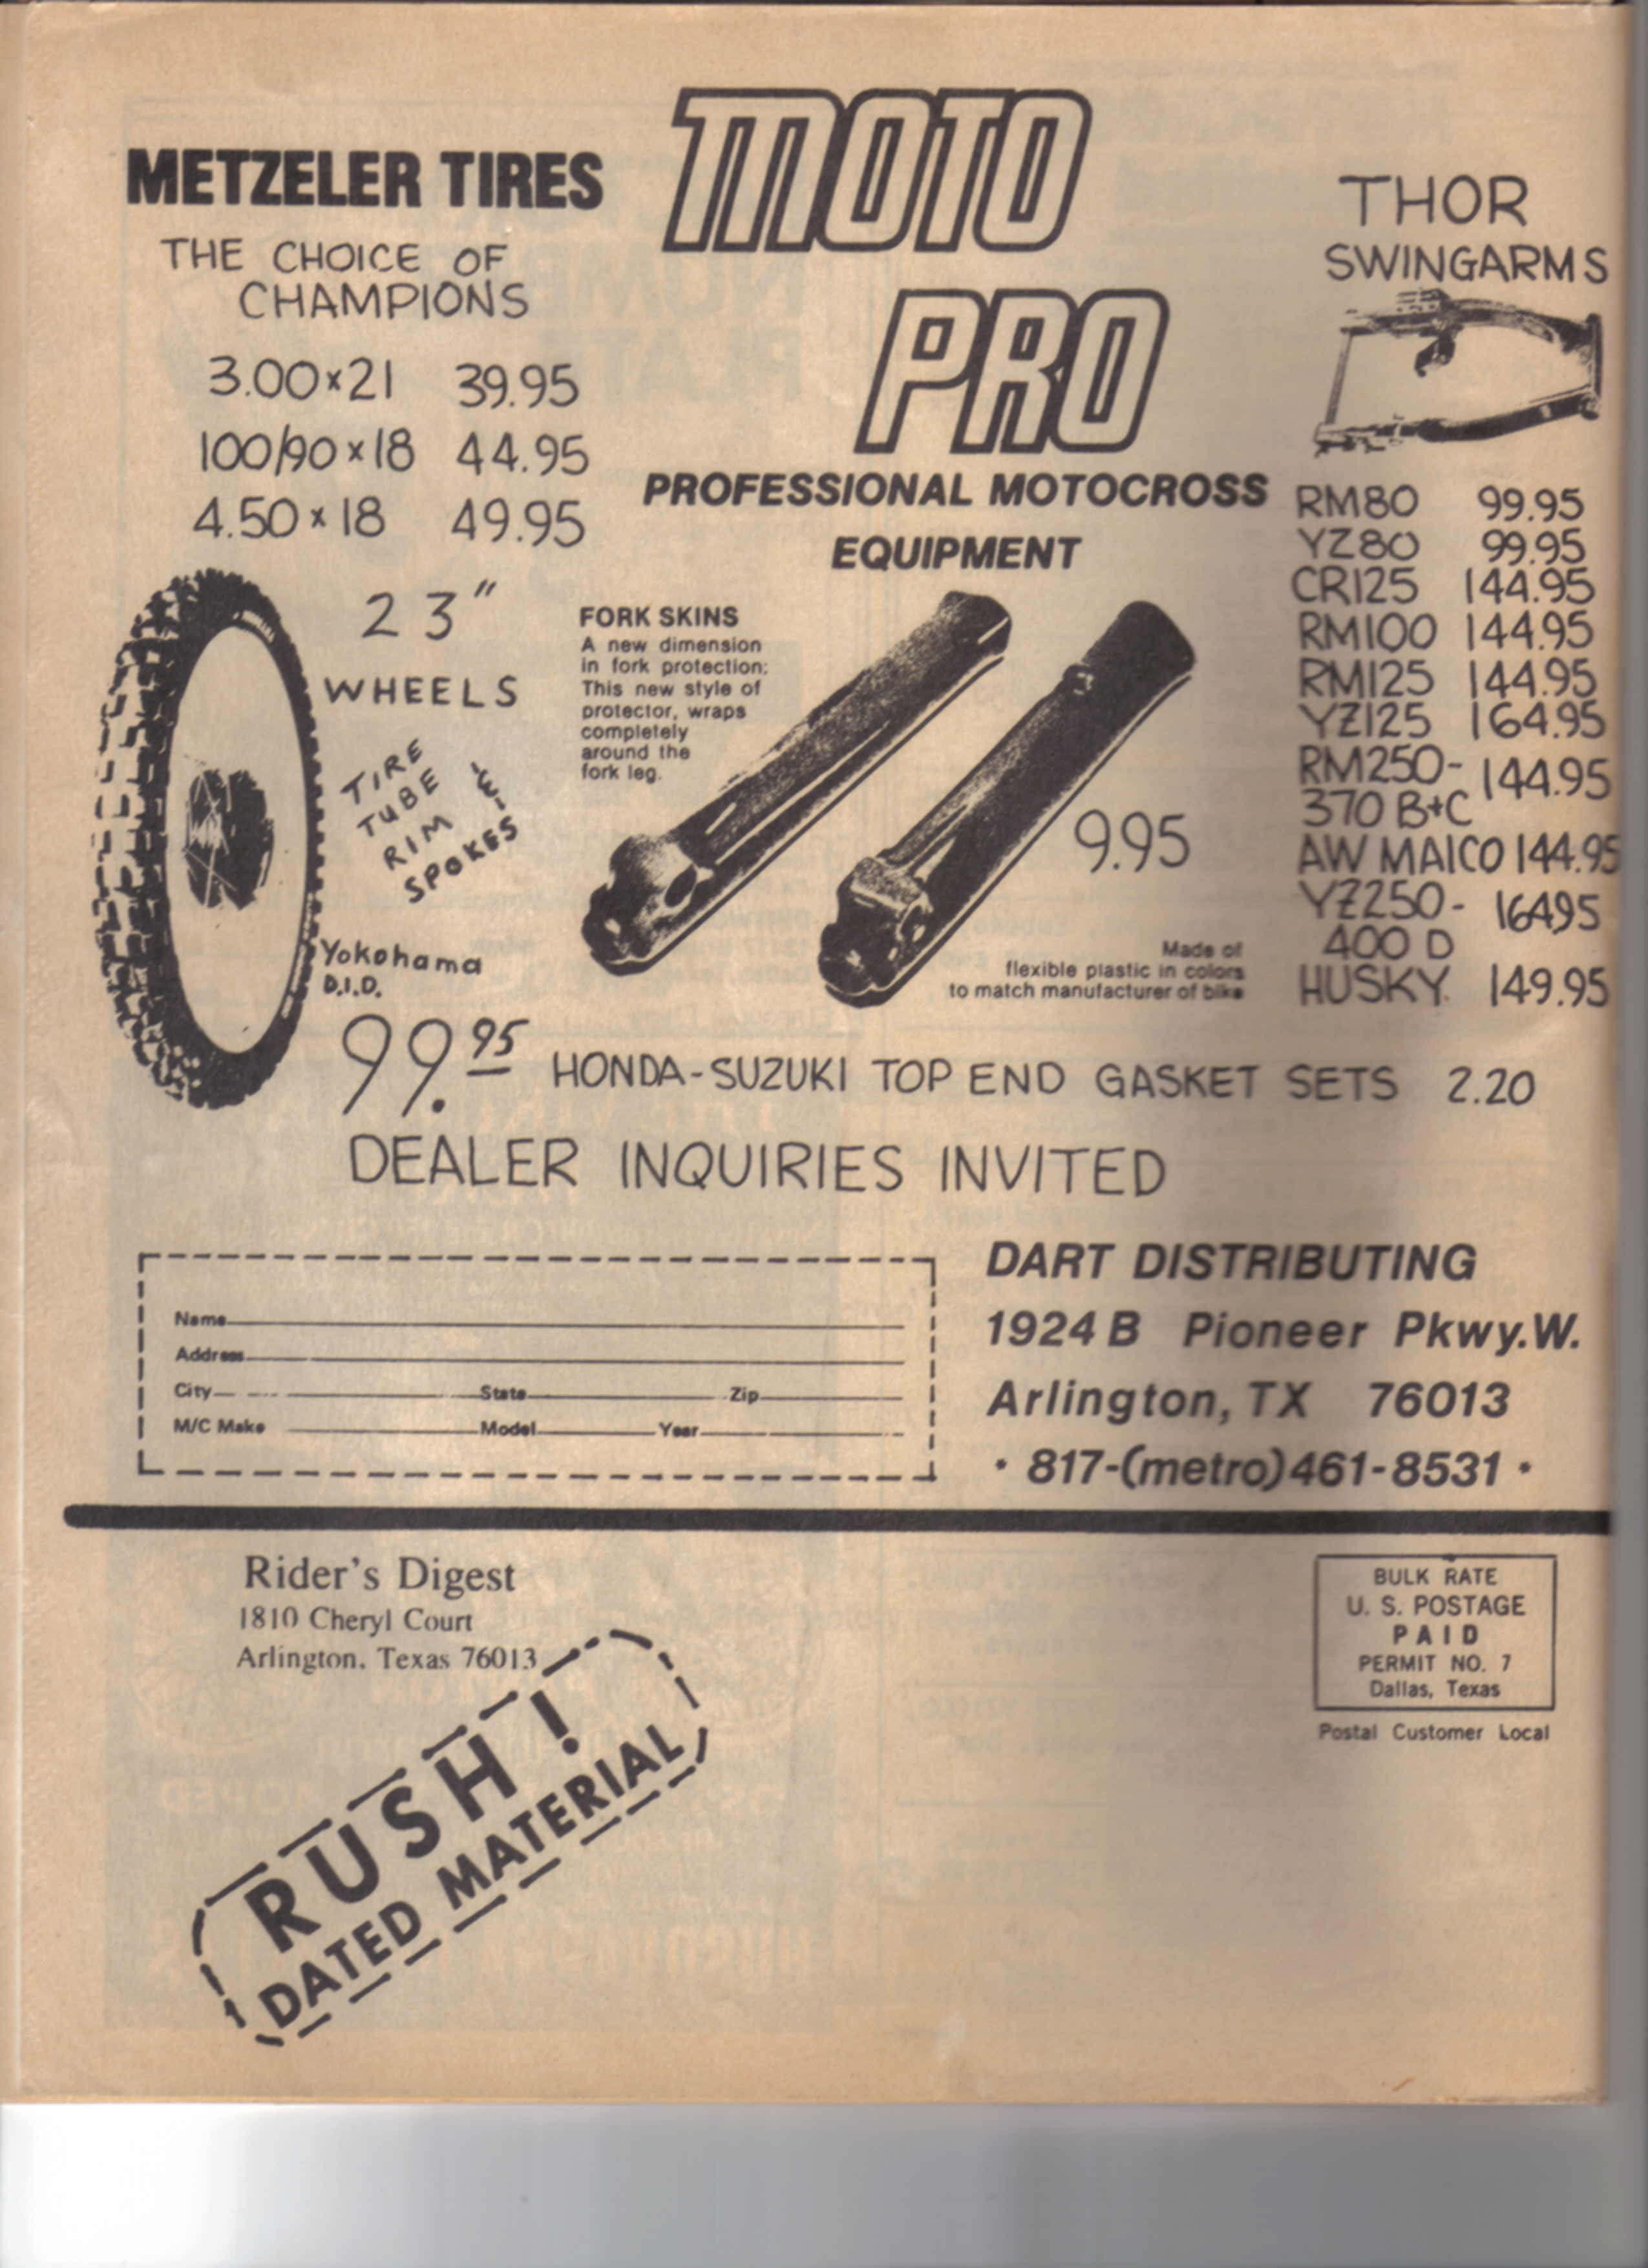 METZELER TIRES
THE CHOICE OF
CHAMPIONS
3.00x21 39.95
100/90x18 44.95
4.50x18 49.95
23"
WHEELS
TIRE
TUBE
RIM &
SPOKES
Yokohama
D.I.D.
99.95
MOTO
PRO
PROFESSIONAL MOTOCROSS
EQUIPMENT
FORK SKINS
A new dimension
in fork protection:
This new style of
protector, wraps
completely
around the
fork leg.
9.95
Made of
flexible plastic in colors
to match manufacturer of bike
THOR
SWINGARMS
RM80 99.95
YZ80 99.95
CR125 144.95
RM100 144.95
RM125 144.95
YZ125 164.95
RM250- 144.95
370 B+C
AW MAICO 144.95
YZ250- 164.95
400 D
HUSKY 149.95
HONDA-SUZUKI TOP END GASKET SETS 2.20
DEALER INQUIRIES INVITED
Name
Address
City State Zip
M/C Make Model Year
DART DISTRIBUTING
1924 B Pioneer Pkwy.W.
Arlington, TX 76013
• 817-(metro)461-8531 •
Rider's Digest
1810 Cheryl Court
Arlington, Texas 76013
BULK RATE
U. S. POSTAGE
PAID
PERMIT NO. 7
Dallas, Texas
Postal Customer Local
RUSH!
DATED MATERIAL